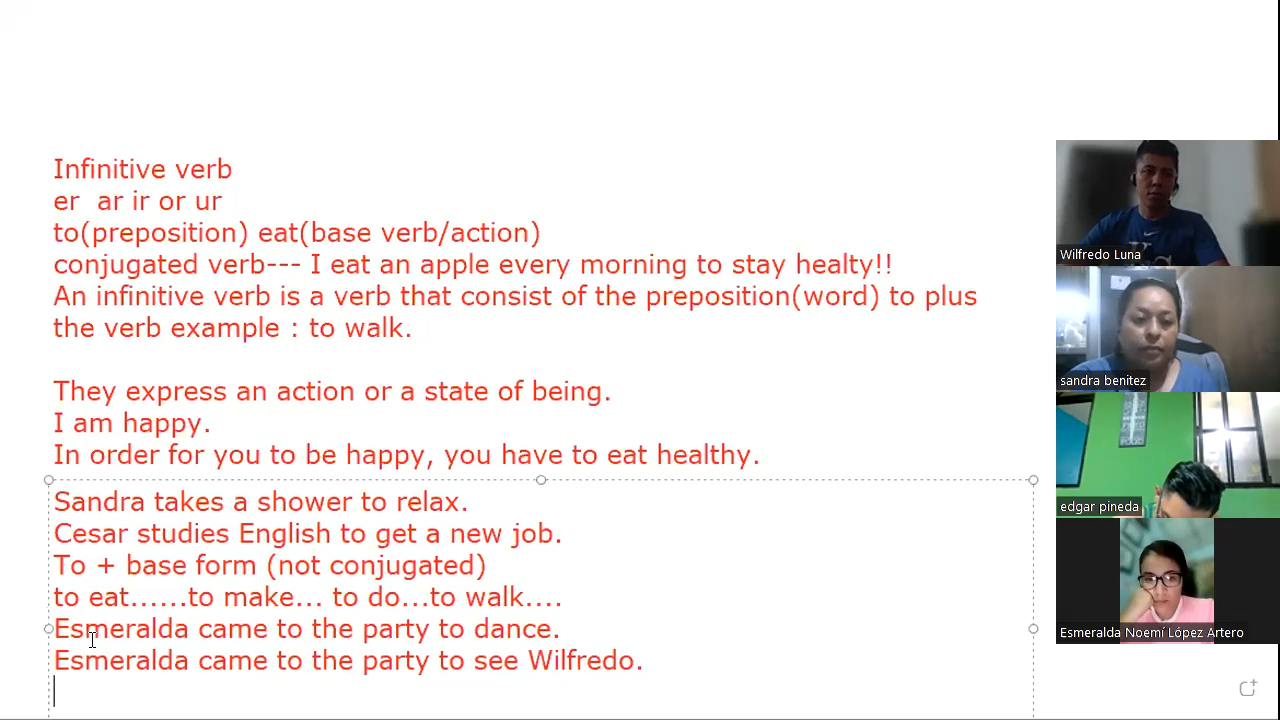 Infinitive verb
er  ar ir or ur
to(preposition) eat(base verb/action)
conjugated verb--- I eat an apple every morning to stay healty!!
An infinitive verb is a verb that consist of the preposition(word) to plus
the verb example : to walk.
They express an action or a state of being.
I am happy.
In order for you to be happy, you have to eat healthy.
Sandra takes a shower to relax.
Cesar studies English to get a new job.
To + base form (not conjugated)
to eat......to make... to do...to walk....
Esmeralda came to the party to dance.
Esmeralda came to the party to see Wilfredo.
Wilfredo Luna
sandra benitez
edgar pineda
Esmeralda Noemí López Artero